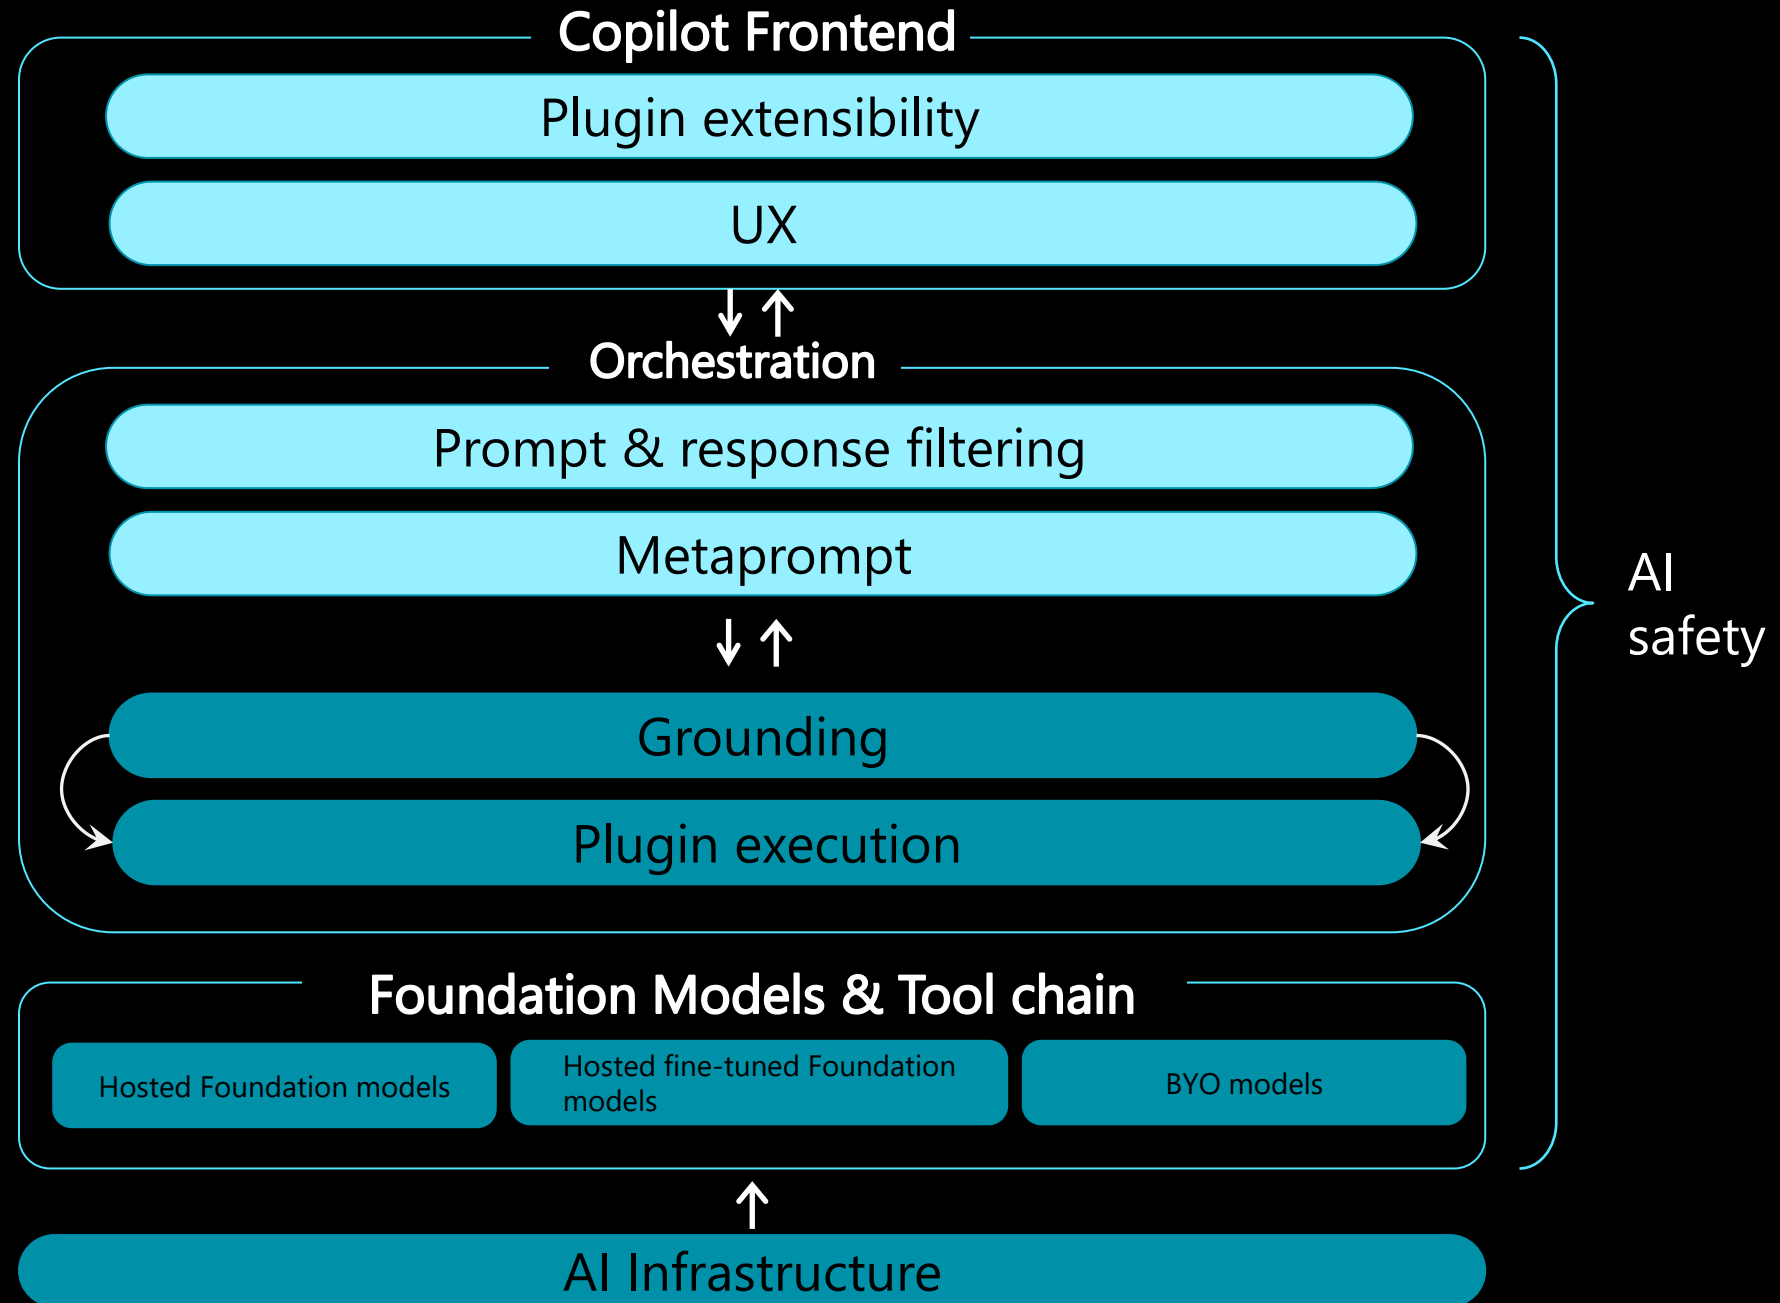 Copilot Frontend
Plugin extensibility
UX
Orchestration
Prompt & response filtering
Metaprompt
Grounding
Plugin execution
AI
safety
Foundation Models & Tool chain
Hosted Foundation models
Hosted fine-tuned Foundation
models
BYO models
AI Infrastructure